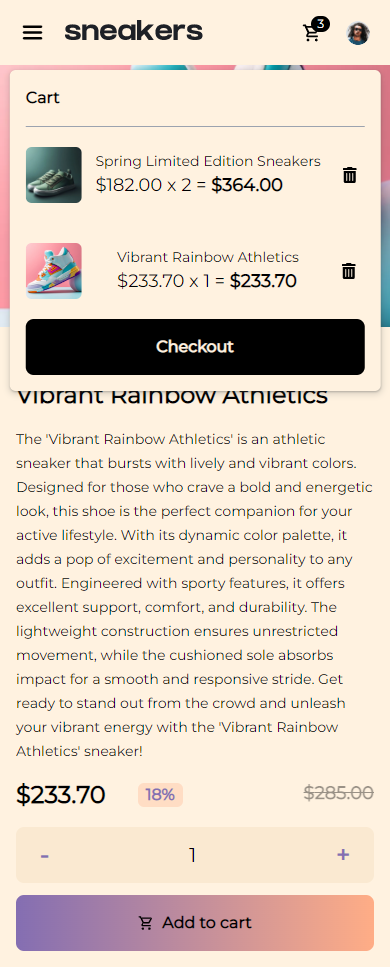 sneakers
3
Cart
Spring Limited Edition Sneakers
$182.00 x 2 = $364.00
Vibrant Rainbow Athletics
$233.70 x 1 = $233.70
Checkout
Vibrant Rainbow Athletics
The 'Vibrant Rainbow Athletics' is an athletic
sneaker that bursts with lively and vibrant colors.
Designed for those who crave a bold and energetic
look, this shoe is the perfect companion for your
active lifestyle. With its dynamic color palette, it
adds a pop of excitement and personality to any
outfit. Engineered with sporty features, it offers
excellent support, comfort, and durability. The
lightweight construction ensures unrestricted
movement, while the cushioned sole absorbs
impact for a smooth and responsive stride. Get
ready to stand out from the crowd and unleash
your vibrant energy with the 'Vibrant Rainbow
Athletics' sneaker!
$233.70 18% $285.00
- 1 +
Add to cart